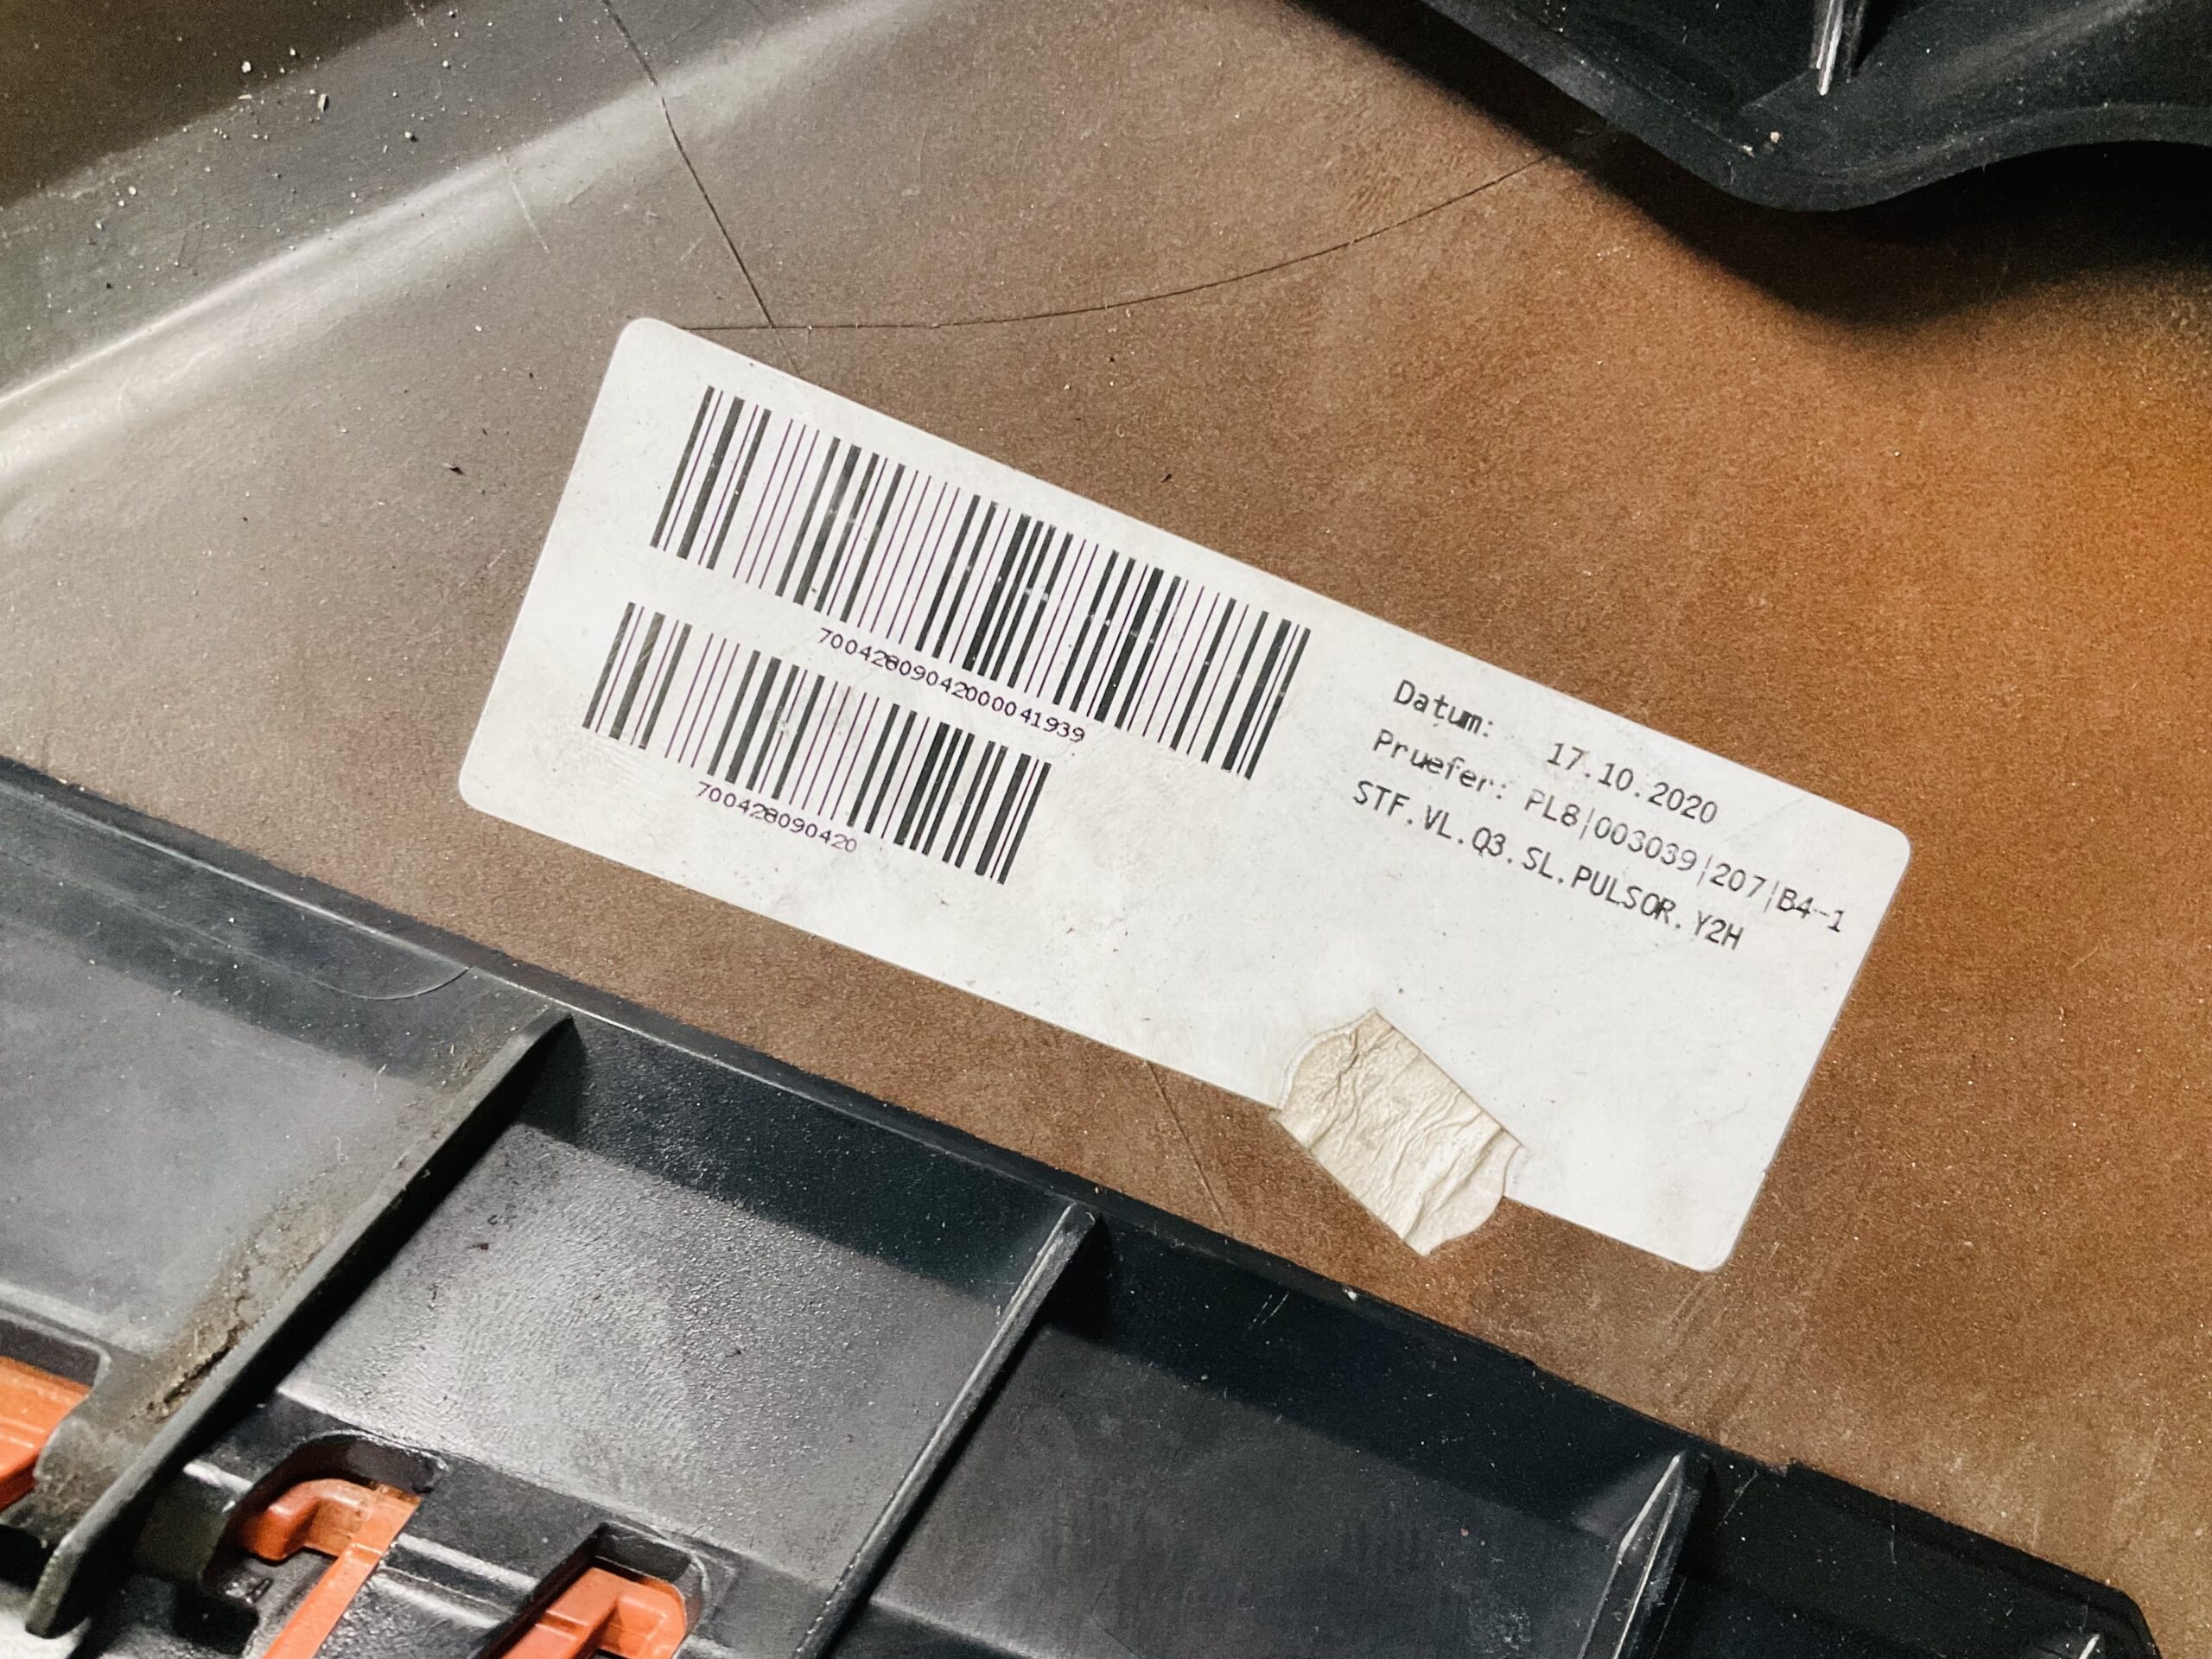 700428090420000041939
700428090420
Datum: 17.10.2020
Pruefer: PL8|003039|207|B4-1
STF.VL.Q3.SL.PULSOR.Y2H